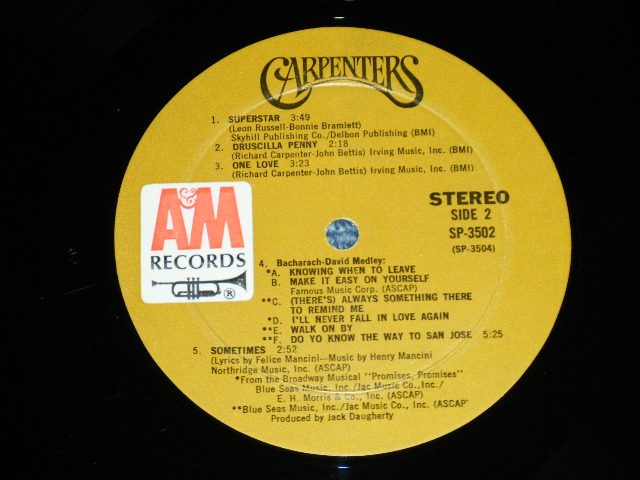 CARPENTERS
1. SUPERSTAR 3:49
(Leon Russell-Bonnie Bramlett)
Skyhill Publishing Co./Delbon Publishing (BMI)
2. DRUSCILLA PENNY 2:18
(Richard Carpenter-John Bettis) Irving Music, Inc. (BMI)
3. ONE LOVE 3:23
(Richard Carpenter-John Bettis) Irving Music, Inc. (BMI)
A&M
RECORDS
®
STEREO
SIDE 2
SP-3502
(SP-3504)
4. Bacharach-David Medley:
*A. KNOWING WHEN TO LEAVE
B. MAKE IT EASY ON YOURSELF
Famous Music Corp. (ASCAP)
**C. (THERE'S) ALWAYS SOMETHING THERE
TO REMIND ME
*D. I'LL NEVER FALL IN LOVE AGAIN
**E. WALK ON BY
**F. DO YO KNOW THE WAY TO SAN JOSE 5:25
5. SOMETIMES 2:52
(Lyrics by Felice Mancini--Music by Henry Mancini
Northridge Music, Inc. (ASCAP)
*From the Broadway Musical "Promises, Promises"
Blue Seas Music, Inc./Jac Music Co., Inc./
E. H. Morris & Co., Inc. (ASCAP)
**Blue Seas Music, Inc./Jac Music Co., Inc. (ASCAP
Produced by Jack Daugherty